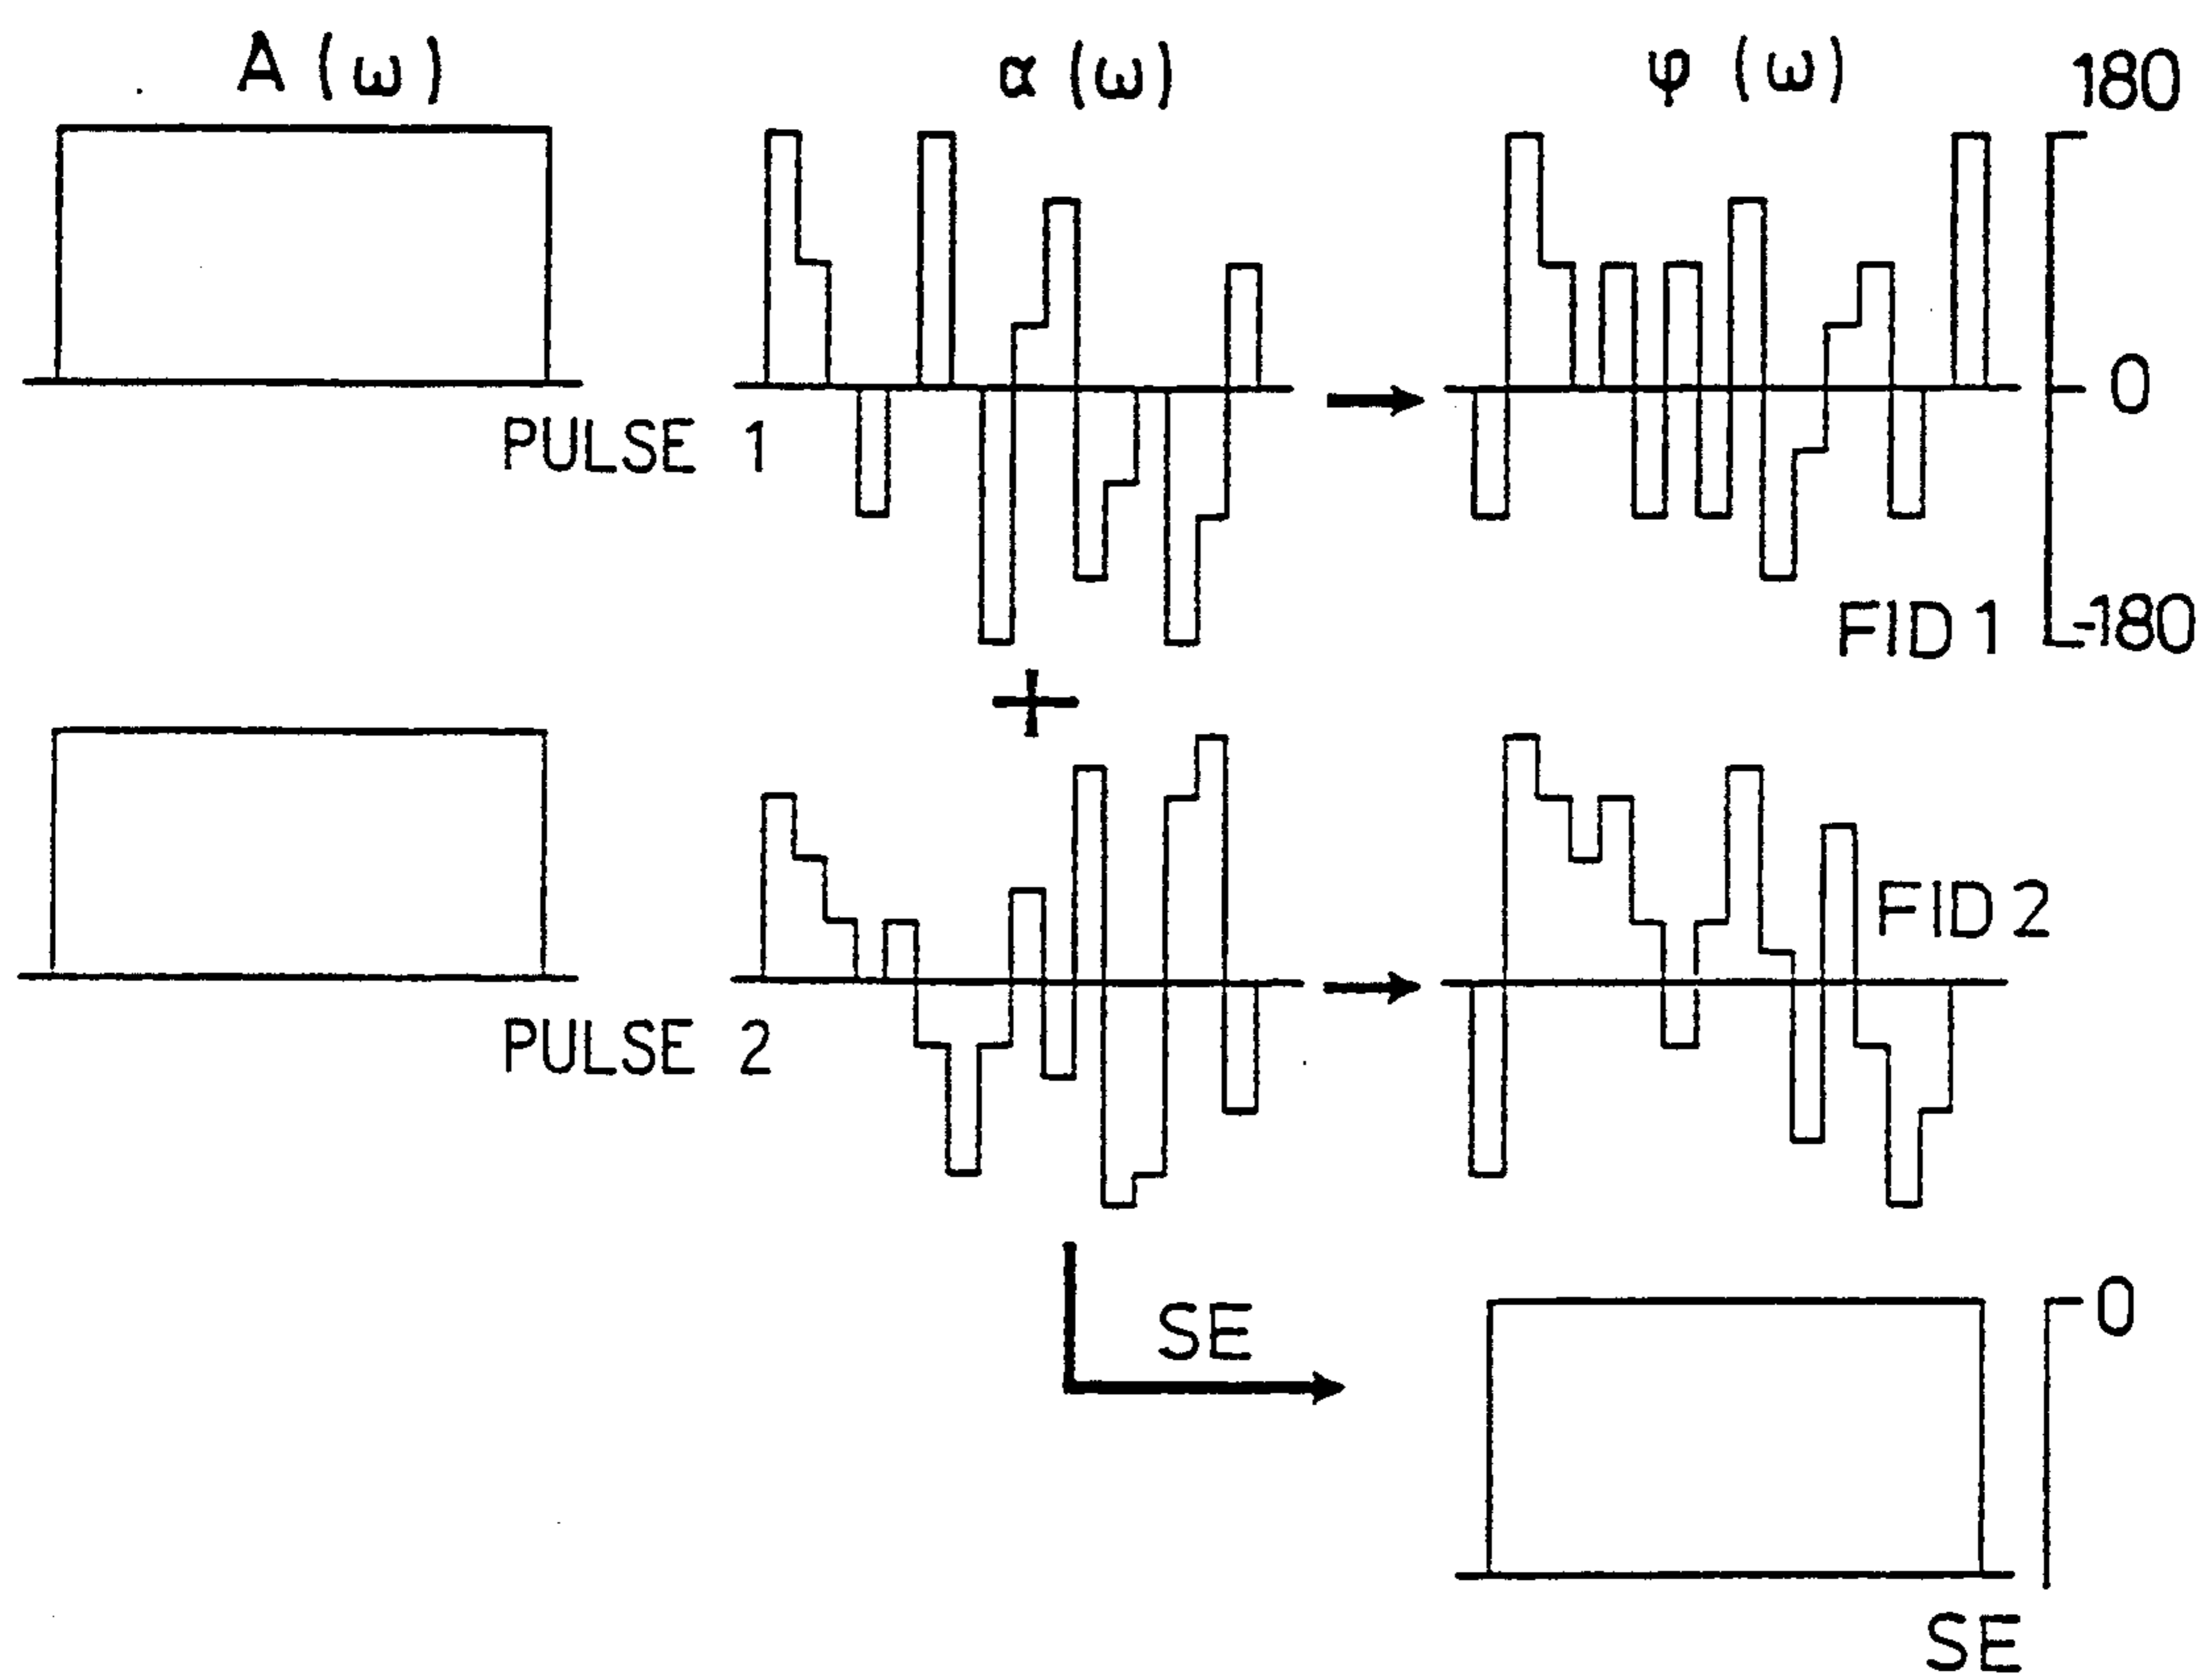 A (ω)
α (ω)
φ (ω)
180
0
-180
PULSE 1
FID 1
+
PULSE 2
FID 2
SE
0
SE